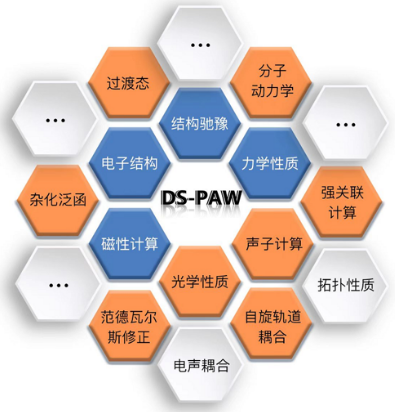 ...
过渡态
分子
动力学
...
结构驰豫
...
电子结构
力学性质
杂化泛函
DS-PAW
强关联
计算
磁性计算
声子计算
...
光学性质
拓扑性质
范德瓦尔
斯修正
自旋轨道
耦合
电声耦合